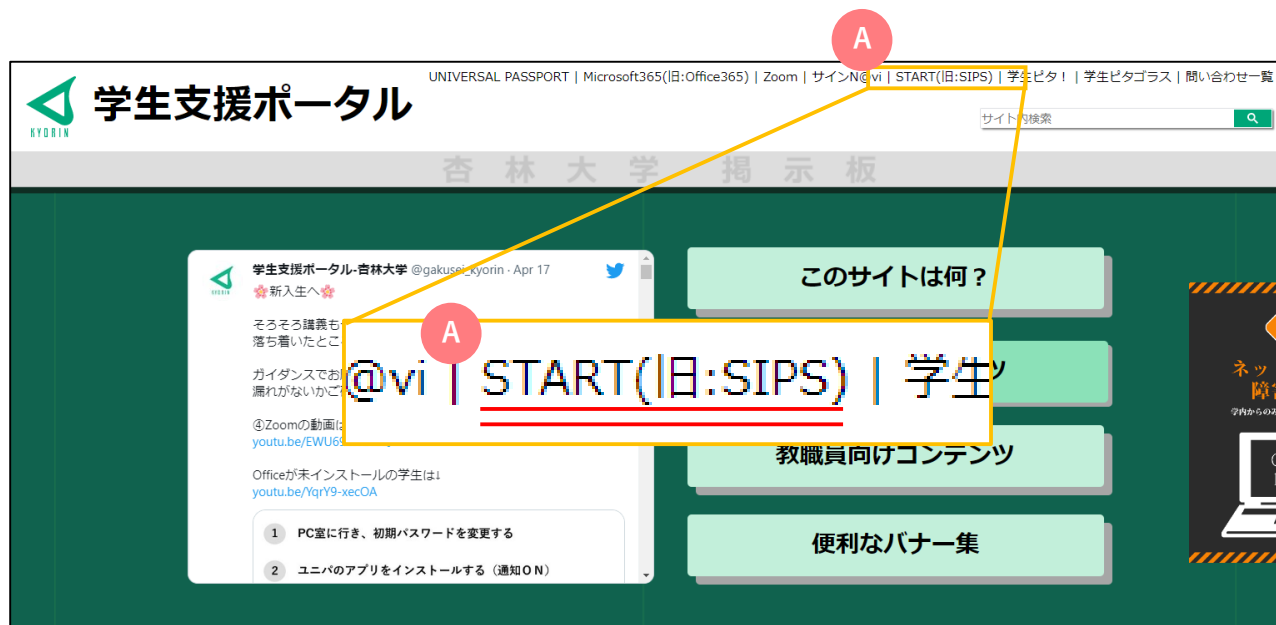 A
UNIVERSAL PASSPORT | Microsoft365(旧:Office365) | Zoom | サインN@vi | START(旧:SIPS) | 学生ピタ！ | 学生ピタゴラス | 問い合わせ一覧
KYORIN
学生支援ポータル
サイト内検索
杏林大学 掲示板
学生支援ポータル-杏林大学 @gakusei_kyorin · Apr 17
🌸新入生へ🌸
そろそろ講義も
落ち着いたとこ
ガイダンスでお
漏れがないかご
④Zoomの動画は
youtu.be/EWU69
Officeが未インストールの学生は↓
youtu.be/YqrY9-xecOA
1 PC室に行き、初期パスワードを変更する
2 ユニパのアプリをインストールする（通知ON）
A
@vi | START(旧:SIPS) | 学生
このサイトは何？
ツ
教職員向けコンテンツ
便利なバナー集
ネッ
障
学内からのみ